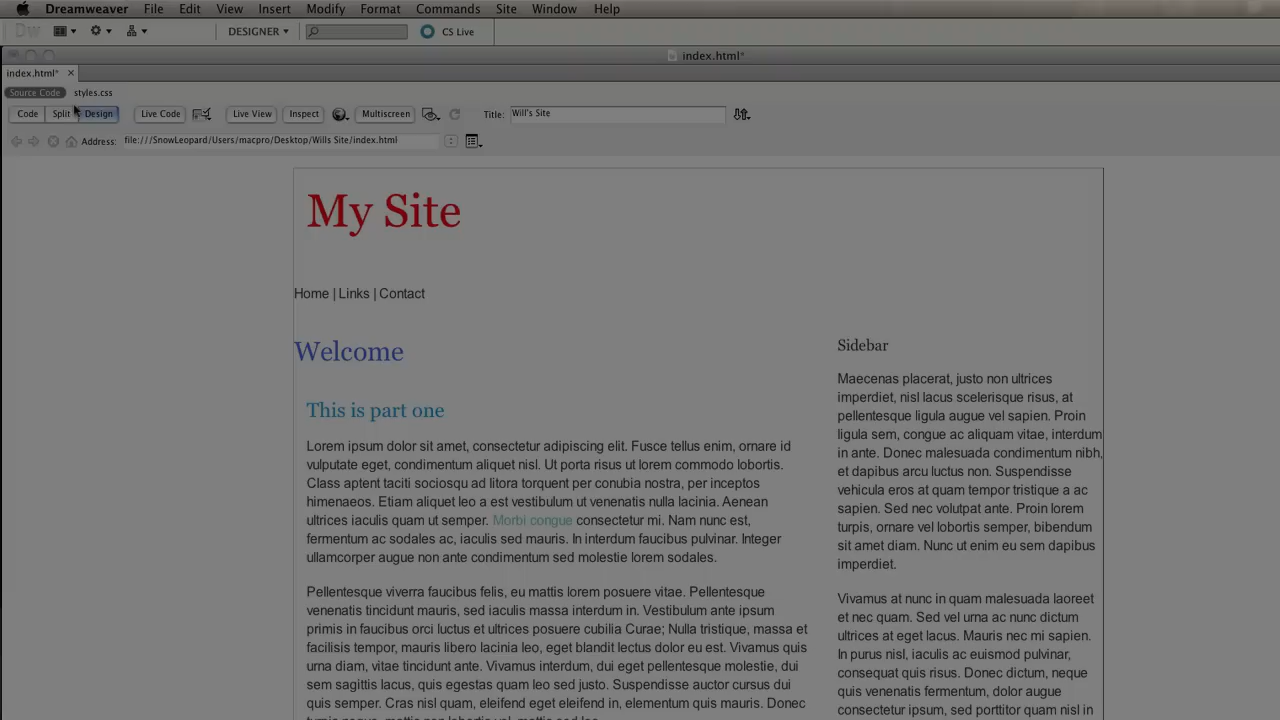 Dreamweaver File Edit View Insert Modify Format Commands Site Window Help
Dw DESIGNER CS Live
index.html*
index.html* ×
Source Code styles.css
Code Split Design Live Code Live View Inspect Multiscreen Title: Will's Site
Address: file:///SnowLeopard/Users/macpro/Desktop/Wills Site/index.html
My Site
Home | Links | Contact
Welcome
This is part one
Lorem ipsum dolor sit amet, consectetur adipiscing elit. Fusce tellus enim, ornare id
vulputate eget, condimentum aliquet nisl. Ut porta risus ut lorem commodo lobortis.
Class aptent taciti sociosqu ad litora torquent per conubia nostra, per inceptos
himenaeos. Etiam aliquet leo a est vestibulum ut venenatis nulla lacinia. Aenean
ultrices iaculis quam ut semper. Morbi congue consectetur mi. Nam nunc est,
fermentum ac sodales ac, iaculis sed mauris. In interdum faucibus pulvinar. Integer
ullamcorper augue non ante condimentum sed molestie lorem sodales.
Pellentesque viverra faucibus felis, eu mattis lorem posuere vitae. Pellentesque
venenatis tincidunt mauris, sed iaculis massa interdum in. Vestibulum ante ipsum
primis in faucibus orci luctus et ultrices posuere cubilia Curae; Nulla tristique, massa et
facilisis tempor, mauris libero lacinia leo, eget blandit lectus dolor eu est. Vivamus quis
urna diam, vitae tincidunt ante. Vivamus interdum, dui eget pellentesque molestie, dui
sem sagittis lacus, quis egestas quam leo sed justo. Suspendisse auctor cursus dui
quis semper. Cras nisl quam, eleifend eget eleifend in, elementum quis mauris. Donec
Sidebar
Maecenas placerat, justo non ultrices
imperdiet, nisl lacus scelerisque risus, at
pellentesque ligula augue vel sapien. Proin
ligula sem, congue ac aliquam vitae, interdum
in ante. Donec malesuada condimentum nibh,
et dapibus arcu luctus non. Suspendisse
vehicula eros at quam tempor tristique a ac
sapien. Sed nec volutpat ante. Proin lorem
turpis, ornare vel lobortis semper, bibendum
sit amet diam. Nunc ut enim eu sem dapibus
imperdiet.
Vivamus at nunc in quam malesuada laoreet
et nec quam. Sed vel urna ac nunc dictum
ultrices at eget lacus. Mauris nec mi sapien.
In purus nisl, iaculis ac euismod pulvinar,
consequat quis risus. Donec dictum, neque
quis venenatis fermentum, dolor augue
consectetur ipsum, sed porttitor quam nisl in